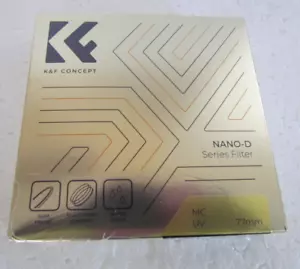 K&F CONCEPT
NANO-D
Series Filter
MC
UV 77mm